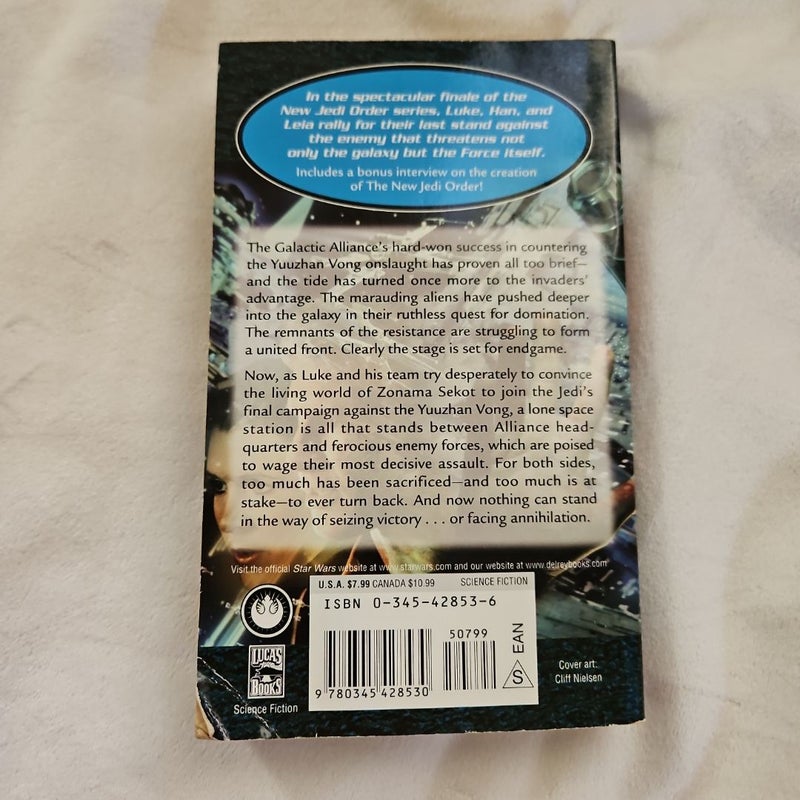 In the spectacular finale of the
New Jedi Order series, Luke, Han, and
Leia rally for their last stand against
the enemy that threatens not
only the galaxy but the Force itself.
Includes a bonus interview on the creation
of The New Jedi Order!
The Galactic Alliance's hard-won success in countering
the Yuuzhan Vong onslaught has proven all too brief—
and the tide has turned once more to the invaders'
advantage. The marauding aliens have pushed deeper
into the galaxy in their ruthless quest for domination.
The remnants of the resistance are struggling to form
a united front. Clearly the stage is set for endgame.
Now, as Luke and his team try desperately to convince
the living world of Zonama Sekot to join the Jedi's
final campaign against the Yuuzhan Vong, a lone space
station is all that stands between Alliance head-
quarters and ferocious enemy forces, which are poised
to wage their most decisive assault. For both sides,
too much has been sacrificed—and too much is at
stake—to ever turn back. And now nothing can stand
in the way of seizing victory . . . or facing annihilation.
Visit the official Star Wars website at www.starwars.com and our website at www.delreybooks.com
U.S.A. $7.99 CANADA $10.99 SCIENCE FICTION
ISBN 0-345-42853-6
50799
EAN
S
9 780345 428530
LUCAS
BOOKS
Science Fiction
Cover art:
Cliff Nielsen